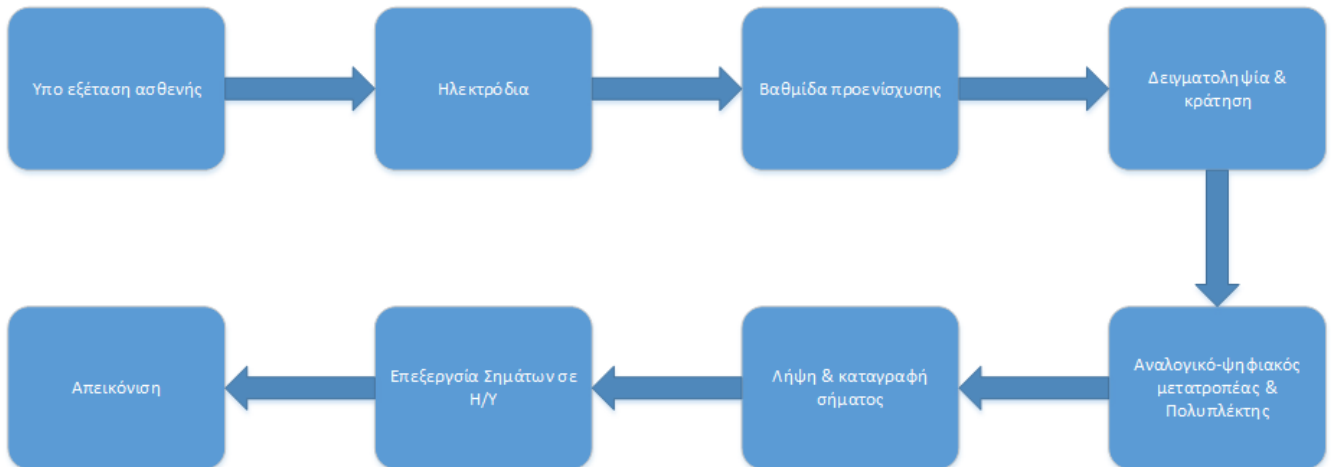 Υπο εξέταση ασθενής
Ηλεκτρόδια
Βαθμίδα προενίσχυσης
Δειγματοληψία &
κράτηση
Αναλογικό-ψηφιακός
μετατροπέας &
Πολυπλέκτης
Λήψη & καταγραφή
σήματος
Επεξεργσία Σημάτων σε
Η/Υ
Απεικόνιση